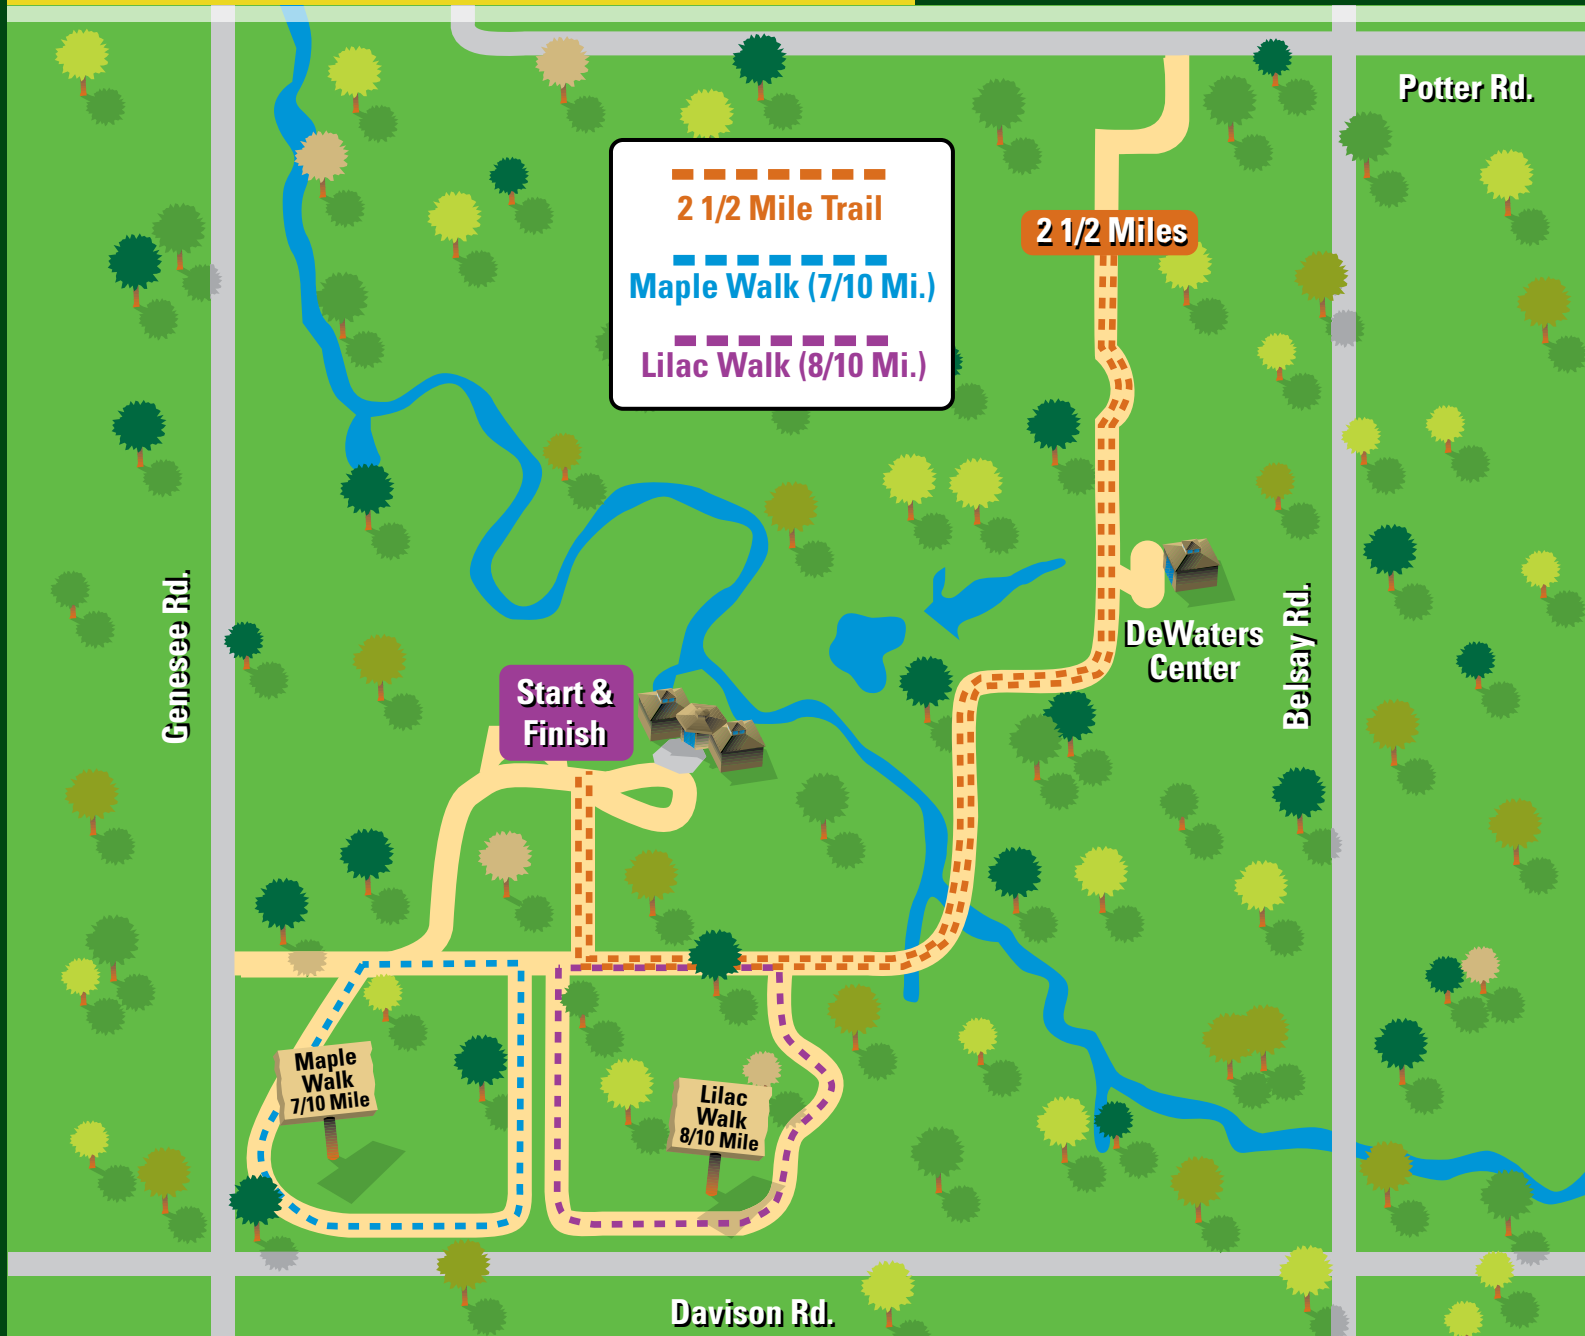 Potter Rd.
2 1/2 Mile Trail
Maple Walk (7/10 Mi.)
Lilac Walk (8/10 Mi.)
2 1/2 Miles
Genesee Rd.
Belsay Rd.
DeWaters
Center
Start &
Finish
Maple
Walk
7/10 Mile
Lilac
Walk
8/10 Mile
Davison Rd.